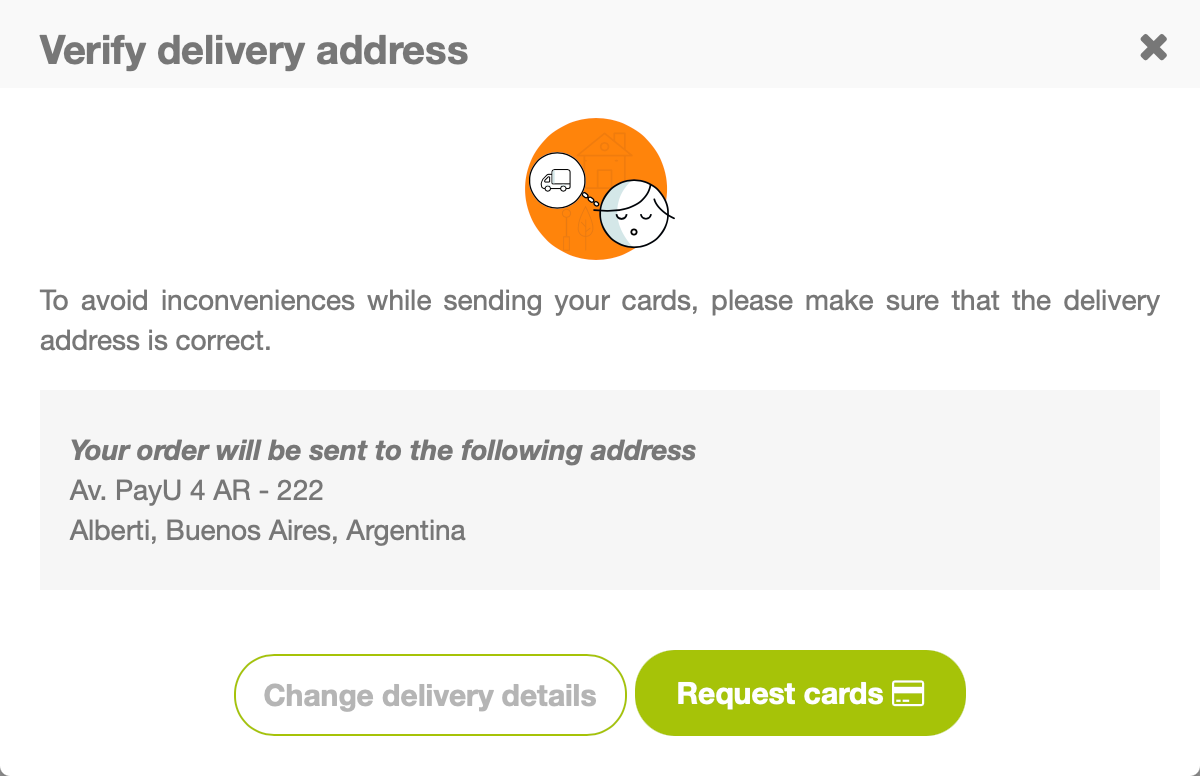 Verify delivery address
To avoid inconveniences while sending your cards, please make sure that the delivery
address is correct.
Your order will be sent to the following address
Av. PayU 4 AR - 222
Alberti, Buenos Aires, Argentina
Change delivery details
Request cards